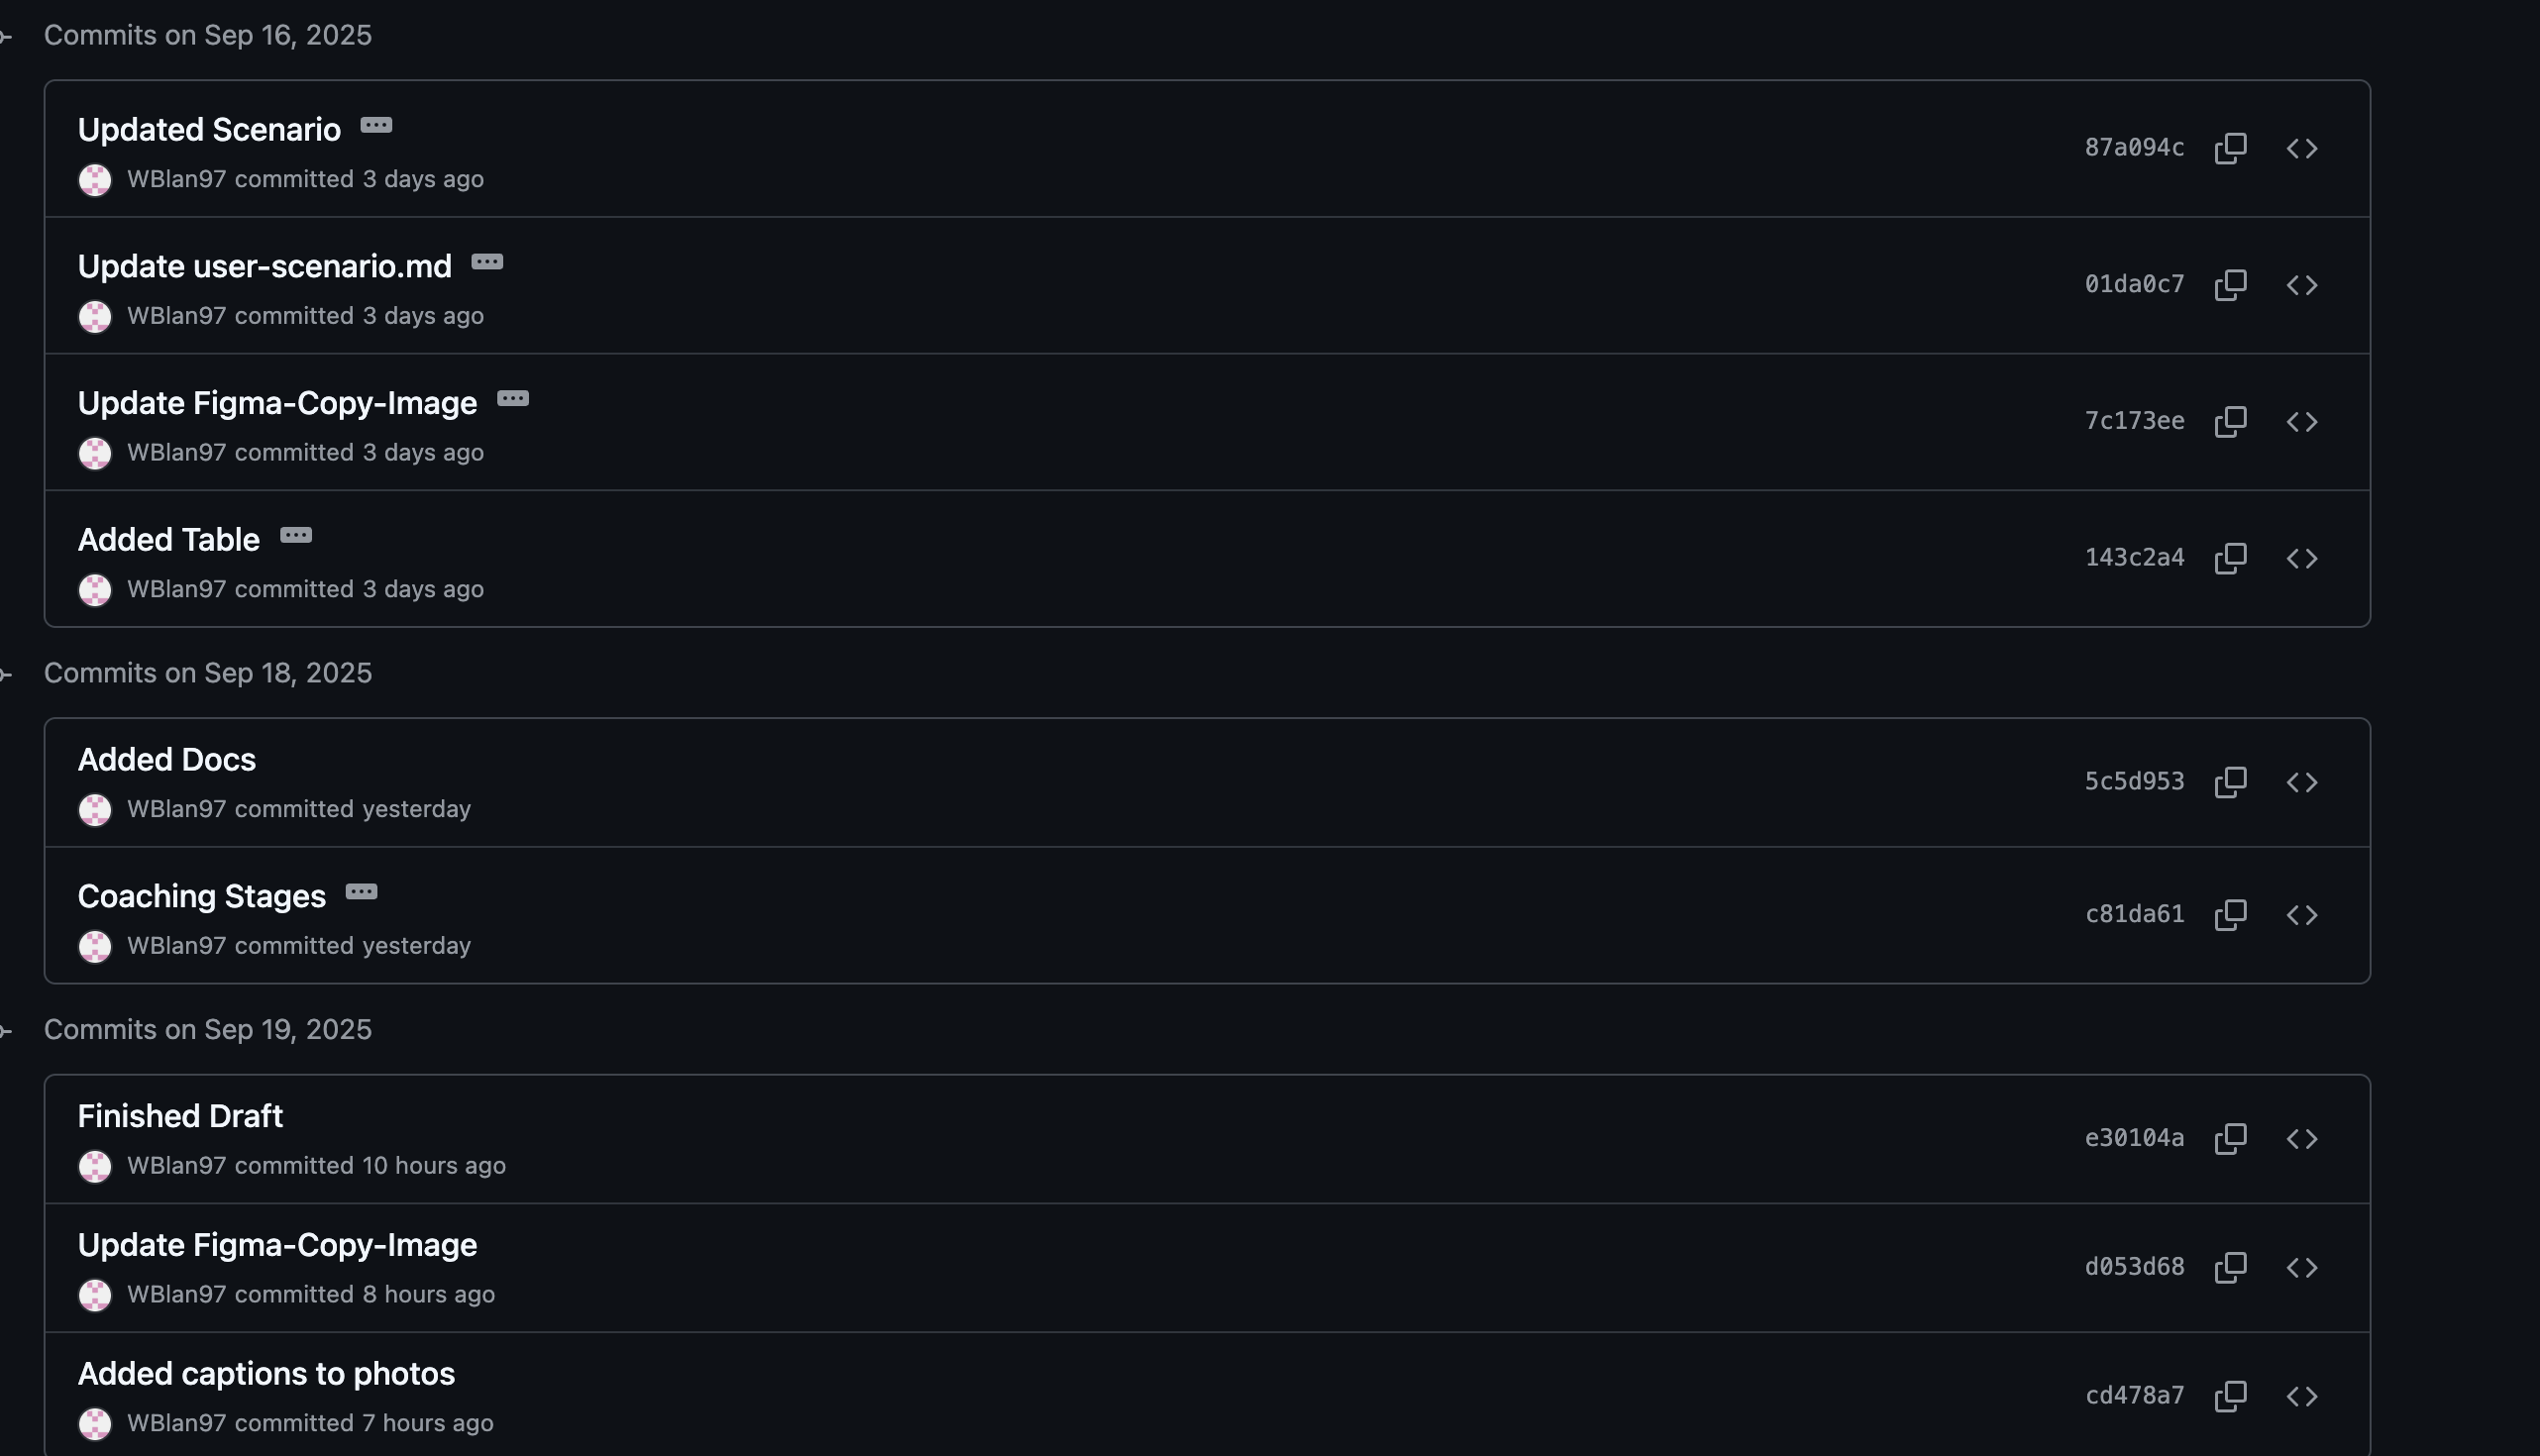 Commits on Sep 16, 2025
Updated Scenario
87a094c
WBlan97 committed 3 days ago
Update user-scenario.md
01da0c7
WBlan97 committed 3 days ago
Update Figma-Copy-Image
7c173ee
WBlan97 committed 3 days ago
Added Table
143c2a4
WBlan97 committed 3 days ago
Commits on Sep 18, 2025
Added Docs
5c5d953
WBlan97 committed yesterday
Coaching Stages
c81da61
WBlan97 committed yesterday
Commits on Sep 19, 2025
Finished Draft
e30104a
WBlan97 committed 10 hours ago
Update Figma-Copy-Image
d053d68
WBlan97 committed 8 hours ago
Added captions to photos
cd478a7
WBlan97 committed 7 hours ago